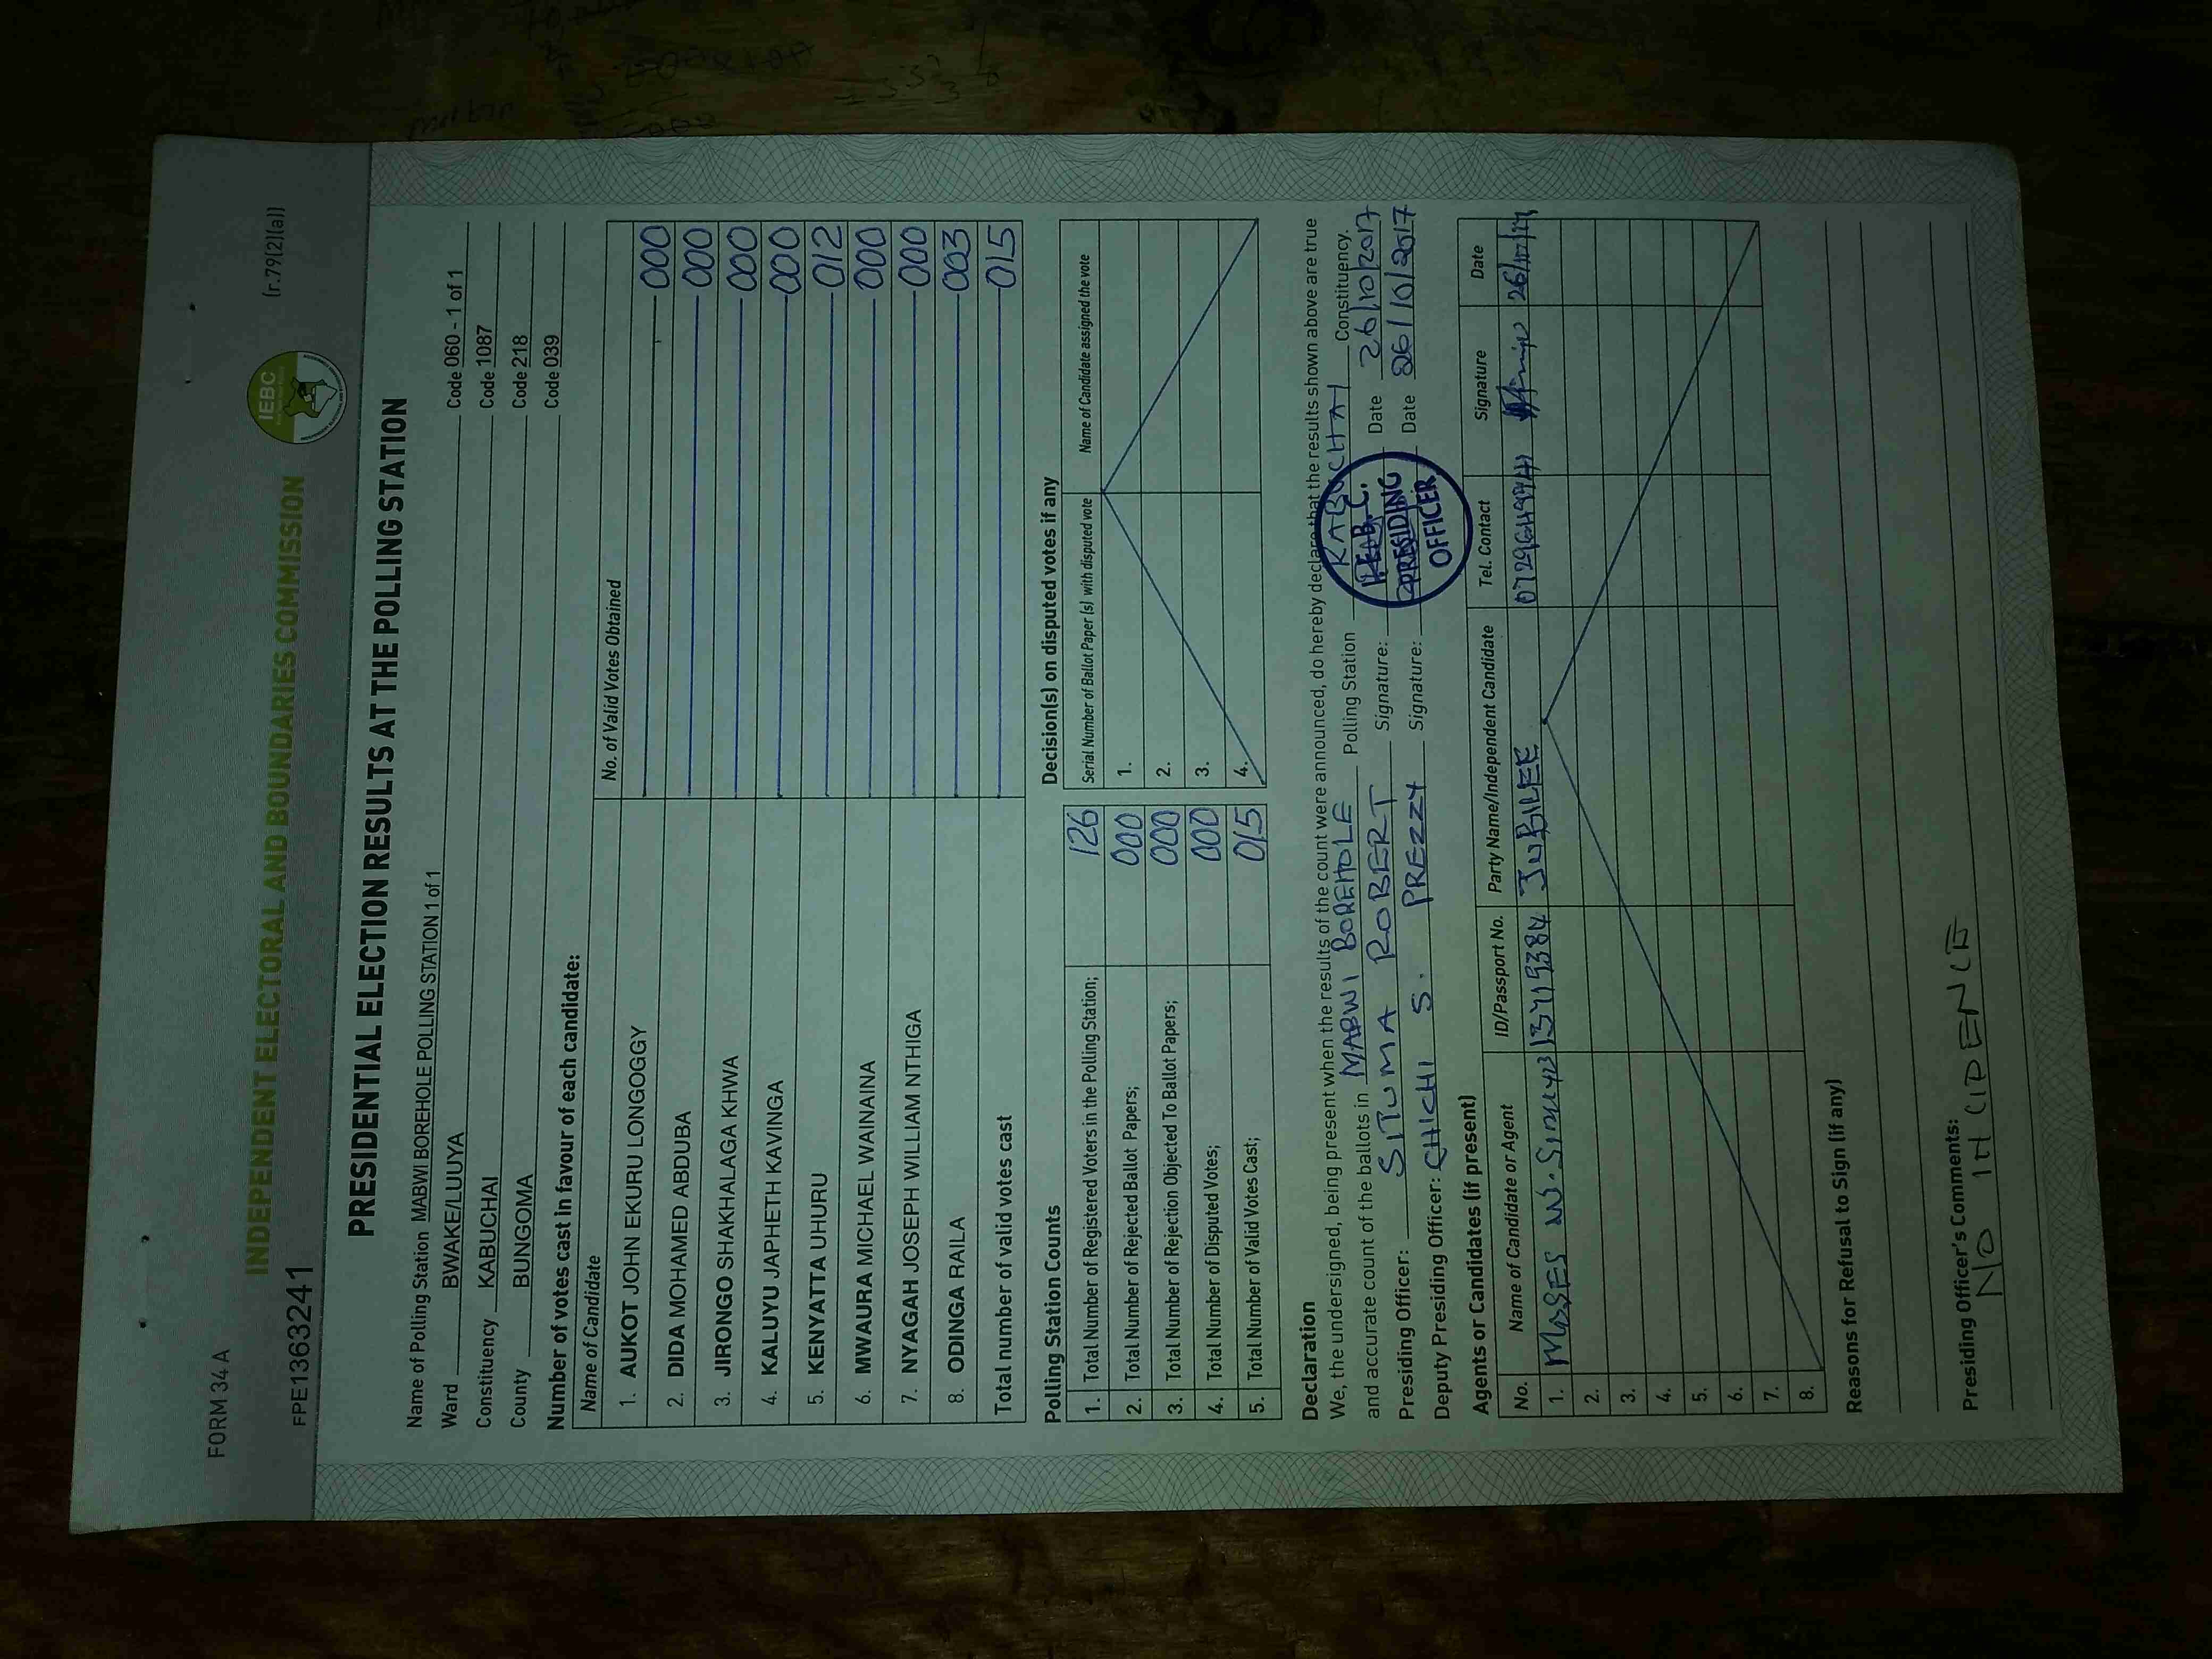 FORM 34 A
(r.79(2)(a))
IEBC
INDEPENDENT ELECTORAL AND BOUNDARIES COMMISSION
FPE1363241
PRESIDENTIAL ELECTION RESULTS AT THE POLLING STATION
Name of Polling Station MABWI BOREHOLE POLLING STATION 1 of 1 Code 060 - 1 of 1
Ward BWAKE/LUUYA Code 1087
Constituency KABUCHAI Code 218
County BUNGOMA Code 039
Number of votes cast in favour of each candidate:
Name of Candidate No. of Valid Votes Obtained
1. AUKOT JOHN EKURU LONGOGGY 000
2. DIDA MOHAMED ABDUBA 000
3. JIRONGO SHAKHALAGA KHWA 000
4. KALUYU JAPHETH KAVINGA 000
5. KENYATTA UHURU 012
6. MWAURA MICHAEL WAINAINA 000
7. NYAGAH JOSEPH WILLIAM NTHIGA 000
8. ODINGA RAILA 003
Total number of valid votes cast 015
Polling Station Counts
1. Total Number of Registered Voters in the Polling Station; 126
2. Total Number of Rejected Ballot Papers; 000
3. Total Number of Rejection Objected To Ballot Papers; 000
4. Total Number of Disputed Votes; 000
5. Total Number of Valid Votes Cast; 015
Decision(s) on disputed votes if any
Serial Number of Ballot Paper (s) with disputed vote Name of Candidate assigned the vote
1.
2.
3.
4.
Declaration
We, the undersigned, being present when the results of the count were announced, do hereby declare that the results shown above are true
and accurate count of the ballots in MABWI BOREHOLE Polling Station KABUCHAI Constituency.
Presiding Officer: SITUMA ROBERT Signature: Date 26/10/2017
Deputy Presiding Officer: CHICHI S. PREZZY Signature: Date 26/10/2017
PRESIDING
OFFICER
Agents or Candidates (if present)
No. Name of Candidate or Agent ID/Passport No. Party Name/Independent Candidate Tel. Contact Signature Date
1. MOSES W. 13719384 JUBILEE
2.
3.
4.
5.
6.
7.
8.
Reasons for Refusal to Sign (if any)
Presiding Officer's Comments:
NO INCIDENCE